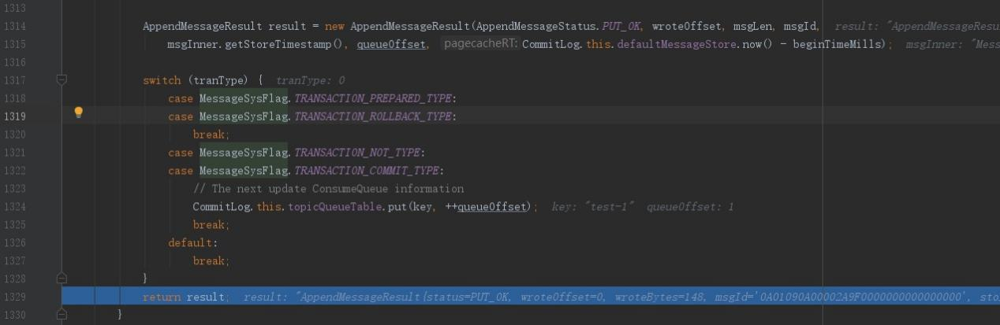 1313
1314 AppendMessageResult result = new AppendMessageResult(AppendMessageStatus.PUT_OK, wroteOffset, msgLen, msgId, result: "AppendMessageResu
1315 msgInner.getStoreTimestamp(), queueOffset, pagecacheRT: CommitLog.this.defaultMessageStore.now() - beginTimeMills); msgInner: "Mess
1316
1317 switch (tranType) { tranType: 0
1318 case MessageSysFlag.TRANSACTION_PREPARED_TYPE:
1319 case MessageSysFlag.TRANSACTION_ROLLBACK_TYPE:
1320 break;
1321 case MessageSysFlag.TRANSACTION_NOT_TYPE:
1322 case MessageSysFlag.TRANSACTION_COMMIT_TYPE:
1323 // The next update ConsumeQueue information
1324 CommitLog.this.topicQueueTable.put(key, ++queueOffset); key: "test-1" queueOffset: 1
1325 break;
1326 default:
1327 break;
1328 }
1329 return result; result: "AppendMessageResult{status=PUT_OK, wroteOffset=0, wroteBytes=148, msgId='0A01090A00002A9F0000000000000000', sto
1330 }